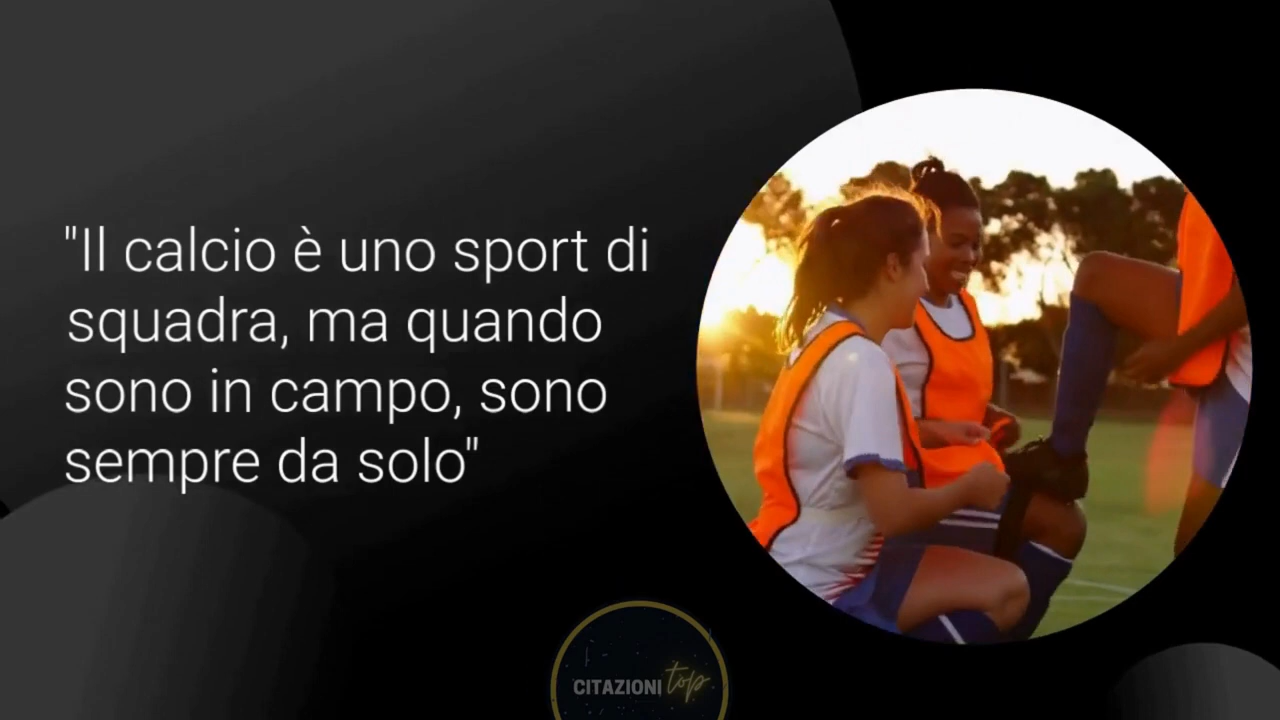 "Il calcio è uno sport di
squadra, ma quando
sono in campo, sono
sempre da solo"
CITAZIONI top